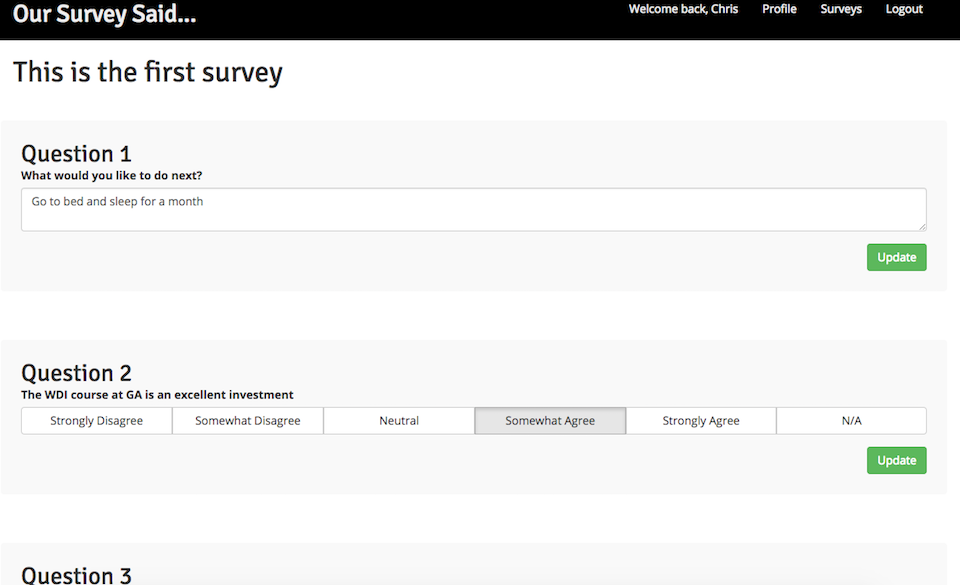 Our Survey Said...
Welcome back, Chris Profile Surveys Logout
This is the first survey
Question 1
What would you like to do next?
Go to bed and sleep for a month
Update
Question 2
The WDI course at GA is an excellent investment
Strongly Disagree Somewhat Disagree Neutral Somewhat Agree Strongly Agree N/A
Update
Question 3